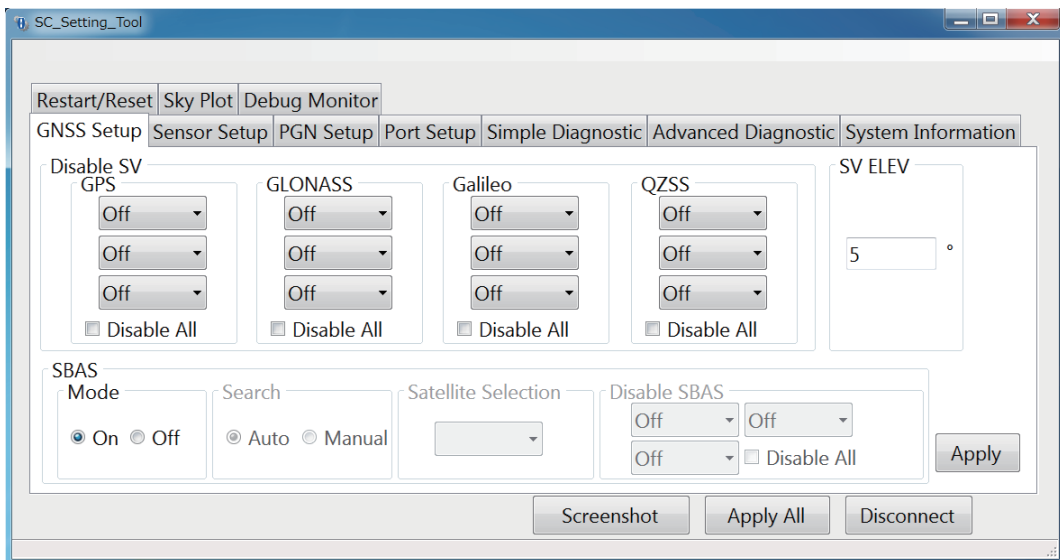 SC_Setting_Tool
Restart/Reset Sky Plot Debug Monitor
GNSS Setup Sensor Setup PGN Setup Port Setup Simple Diagnostic Advanced Diagnostic System Information
Disable SV SV ELEV
GPS GLONASS Galileo QZSS
Off Off Off Off
Off Off Off Off 5 °
Off Off Off Off
Disable All Disable All Disable All Disable All
SBAS
Mode Search Satellite Selection Disable SBAS
Off Off
On Off Auto Manual
Off Disable All Apply
Screenshot Apply All Disconnect